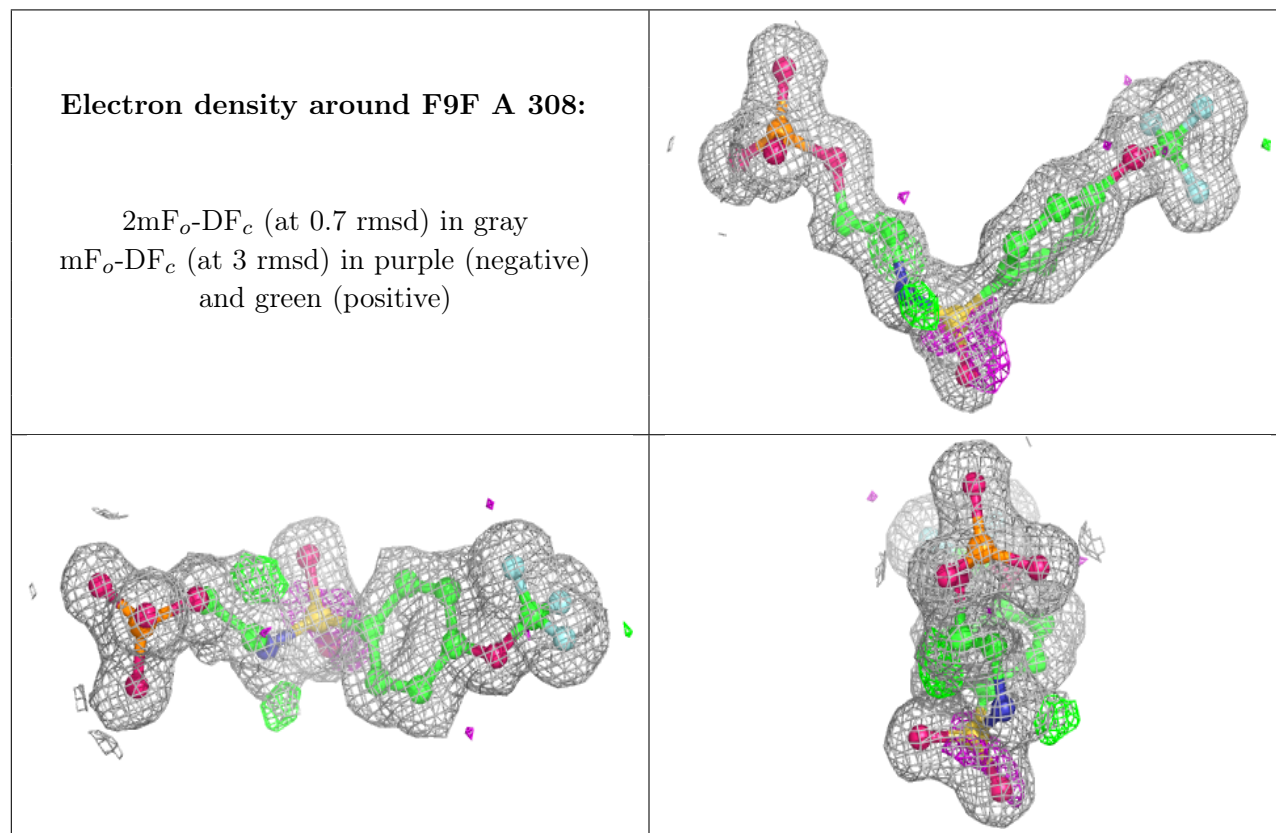 Electron density around F9F A 308:
2mFo-DFc (at 0.7 rmsd) in gray
mFo-DFc (at 3 rmsd) in purple (negative)
and green (positive)